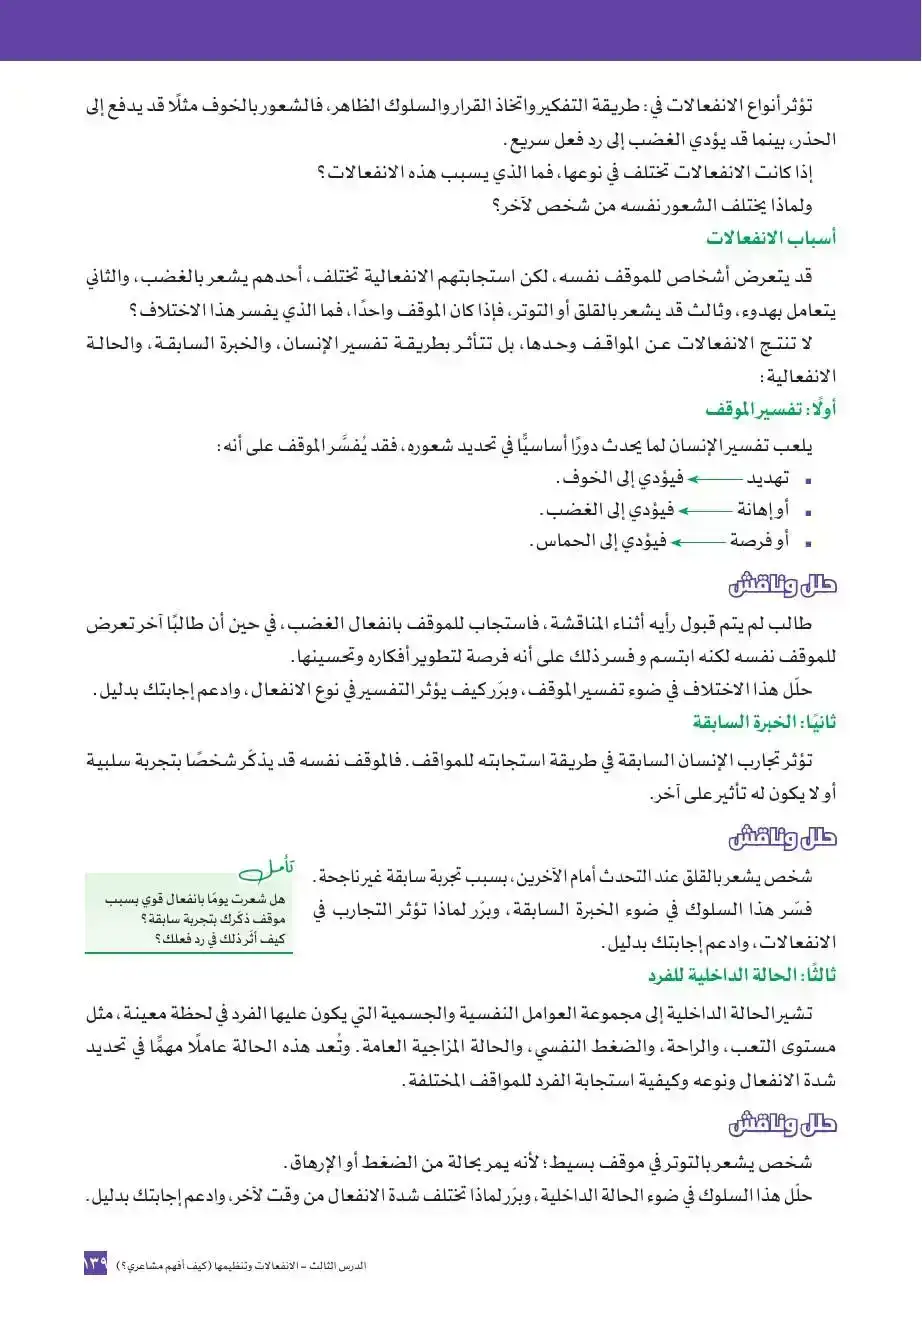 تؤثر أنواع الانفعالات في: طريقة التفكير واتخاذ القرار والسلوك الظاهر، فالشعور بالخوف مثلًا قد يدفع إلى
الحذر، بينما قد يؤدي الغضب إلى رد فعل سريع.
إذا كانت الانفعالات تختلف في نوعها، فما الذي يسبب هذه الانفعالات؟
ولماذا يختلف الشعور نفسه من شخص لآخر؟
أسباب الانفعالات
قد يتعرض أشخاص للموقف نفسه، لكن استجابتهم الانفعالية تختلف، أحدهم يشعر بالغضب، والثاني
يتعامل بهدوء، وثالث قد يشعر بالقلق أو التوتر، فإذا كان الموقف واحدًا، فما الذي يفسر هذا الاختلاف؟
لا تنتج الانفعالات عن المواقف وحدها، بل تتأثر بطريقة تفسير الإنسان، والخبرة السابقة، والحالة
الانفعالية:
أولًا: تفسير الموقف
يلعب تفسير الإنسان لما يحدث دورًا أساسيًّا في تحديد شعوره، فقد يُفسَّر الموقف على أنه:
▪ تهديد ← فيؤدي إلى الخوف.
▪ أو إهانة ← فيؤدي إلى الغضب.
▪ أو فرصة ← فيؤدي إلى الحماس.
حلل وناقش
طالب لم يتم قبول رأيه أثناء المناقشة، فاستجاب للموقف بانفعال الغضب، في حين أن طالبًا آخر تعرض
للموقف نفسه لكنه ابتسم و فسر ذلك على أنه فرصة لتطوير أفكاره وتحسينها.
حلّل هذا الاختلاف في ضوء تفسير الموقف، وبرّر كيف يؤثر التفسير في نوع الانفعال، وادعم إجابتك بدليل.
ثانيًا: الخبرة السابقة
تؤثر تجارب الإنسان السابقة في طريقة استجابته للمواقف. فالموقف نفسه قد يذكّر شخصًا بتجربة سلبية
أو لا يكون له تأثير على آخر.
حلل وناقش
شخص يشعر بالقلق عند التحدث أمام الآخرين، بسبب تجربة سابقة غير ناجحة.
فسّر هذا السلوك في ضوء الخبرة السابقة، وبرّر لماذا تؤثر التجارب في
الانفعالات، وادعم إجابتك بدليل.
تأمل
هل شعرت يومًا بانفعال قوي بسبب
موقف ذكّرك بتجربة سابقة؟
كيف أثّر ذلك في رد فعلك؟
ثالثًا: الحالة الداخلية للفرد
تشير الحالة الداخلية إلى مجموعة العوامل النفسية والجسمية التي يكون عليها الفرد في لحظة معينة، مثل
مستوى التعب، والراحة، والضغط النفسي، والحالة المزاجية العامة. وتُعد هذه الحالة عاملًا مهمًّا في تحديد
شدة الانفعال ونوعه وكيفية استجابة الفرد للمواقف المختلفة.
حلل وناقش
شخص يشعر بالتوتر في موقف بسيط؛ لأنه يمر بحالة من الضغط أو الإرهاق.
حلّل هذا السلوك في ضوء الحالة الداخلية، وبرّر لماذا تختلف شدة الانفعال من وقت لآخر، وادعم إجابتك بدليل.
الدرس الثالث - الانفعالات وتنظيمها (كيف أفهم مشاعري؟) ١٣٩